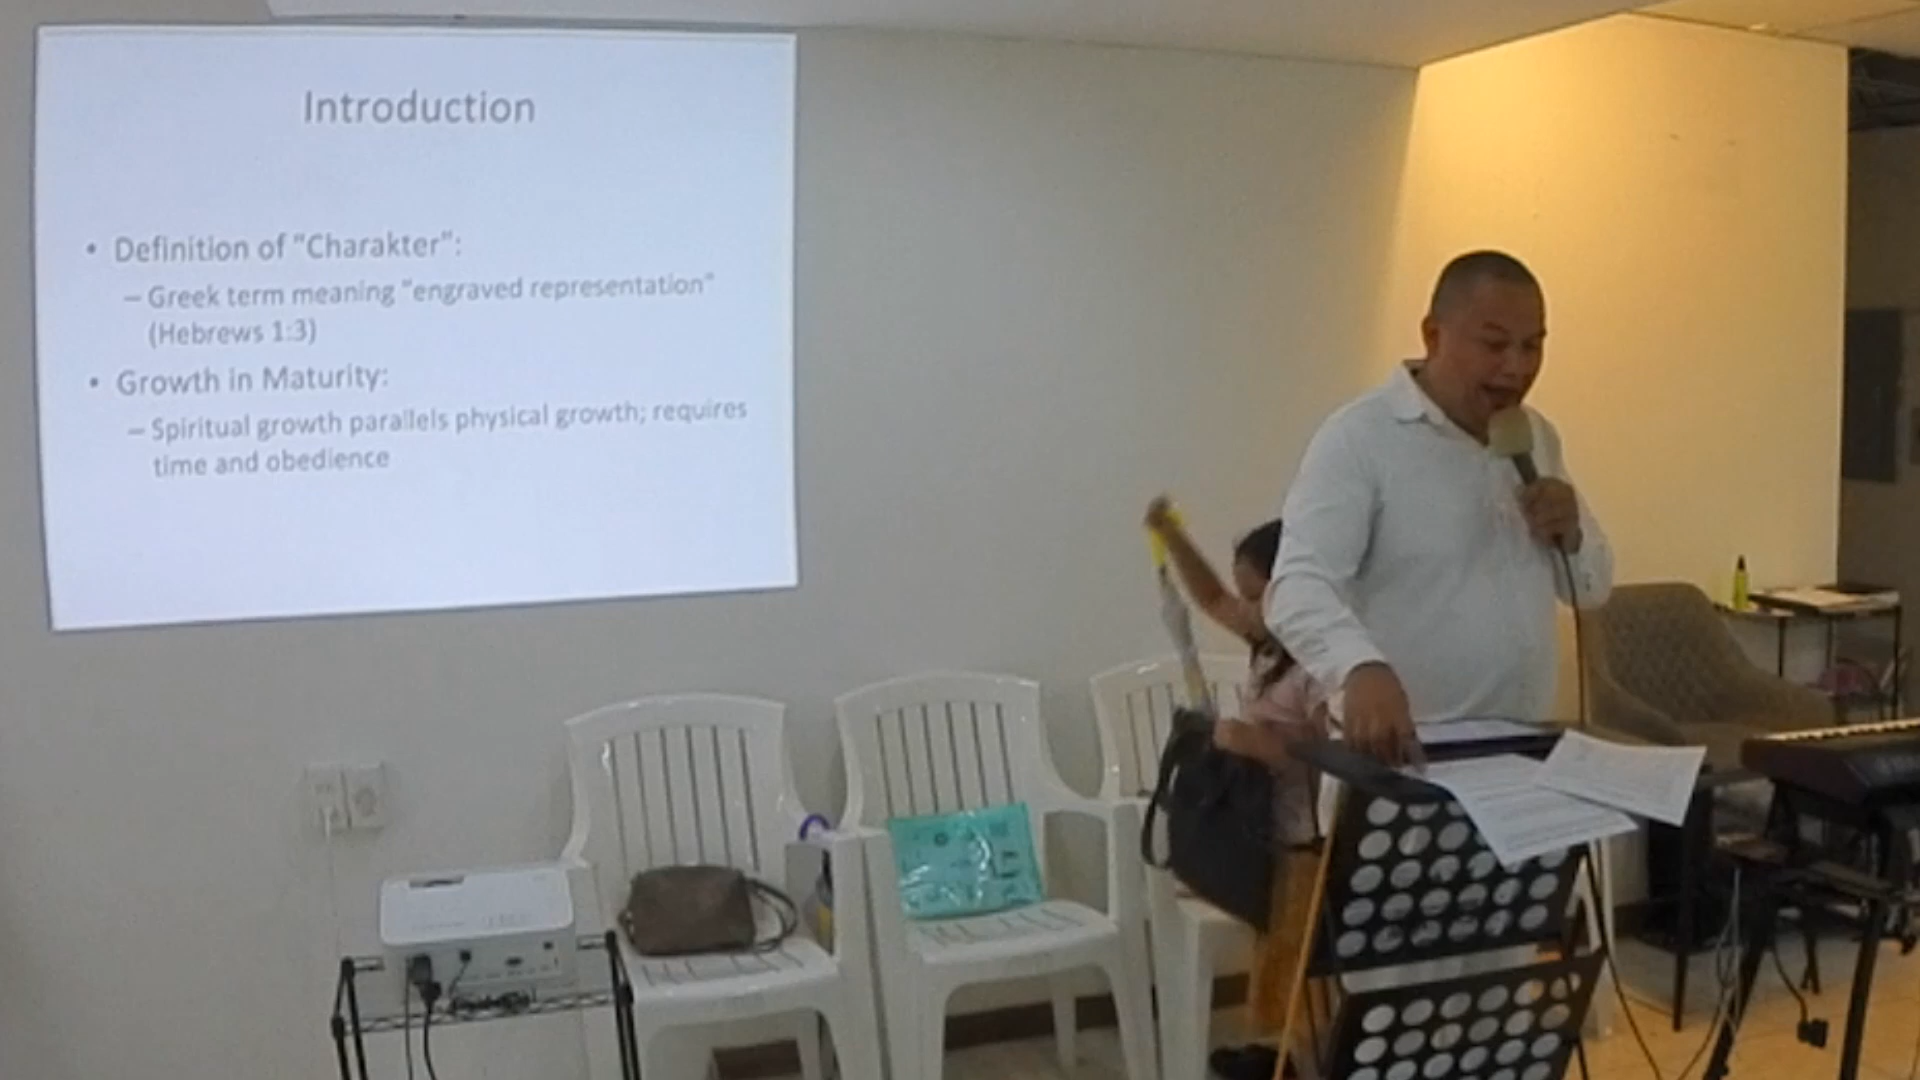 Introduction
• Definition of "Charakter":
– Greek term meaning "engraved representation"
(Hebrews 1:3)
• Growth in Maturity:
– Spiritual growth parallels physical growth; requires
time and obedience